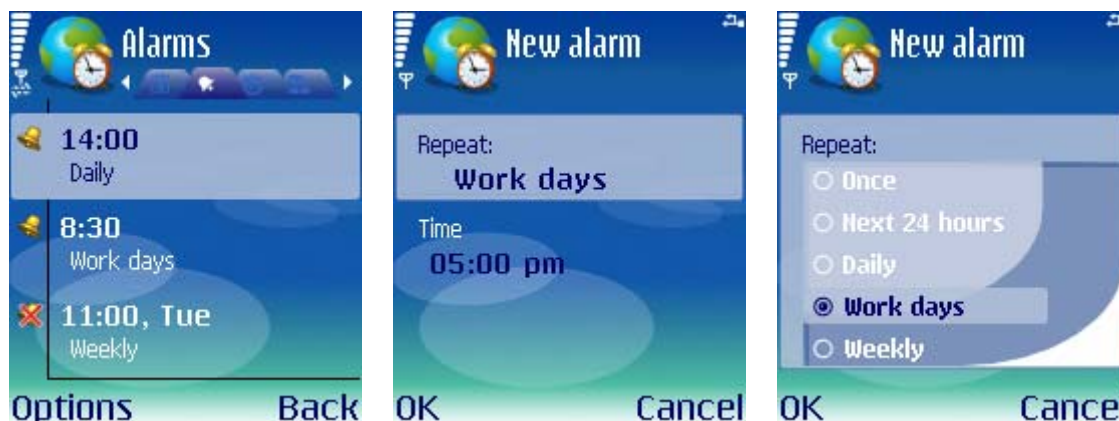 Alarms
14:00
Daily
8:30
Work days
11:00, Tue
Weekly
Options Back
New alarm
Repeat:
Work days
Time
05:00 pm
OK Cancel
New alarm
Repeat:
Once
Next 24 hours
Daily
Work days
Weekly
OK Cance